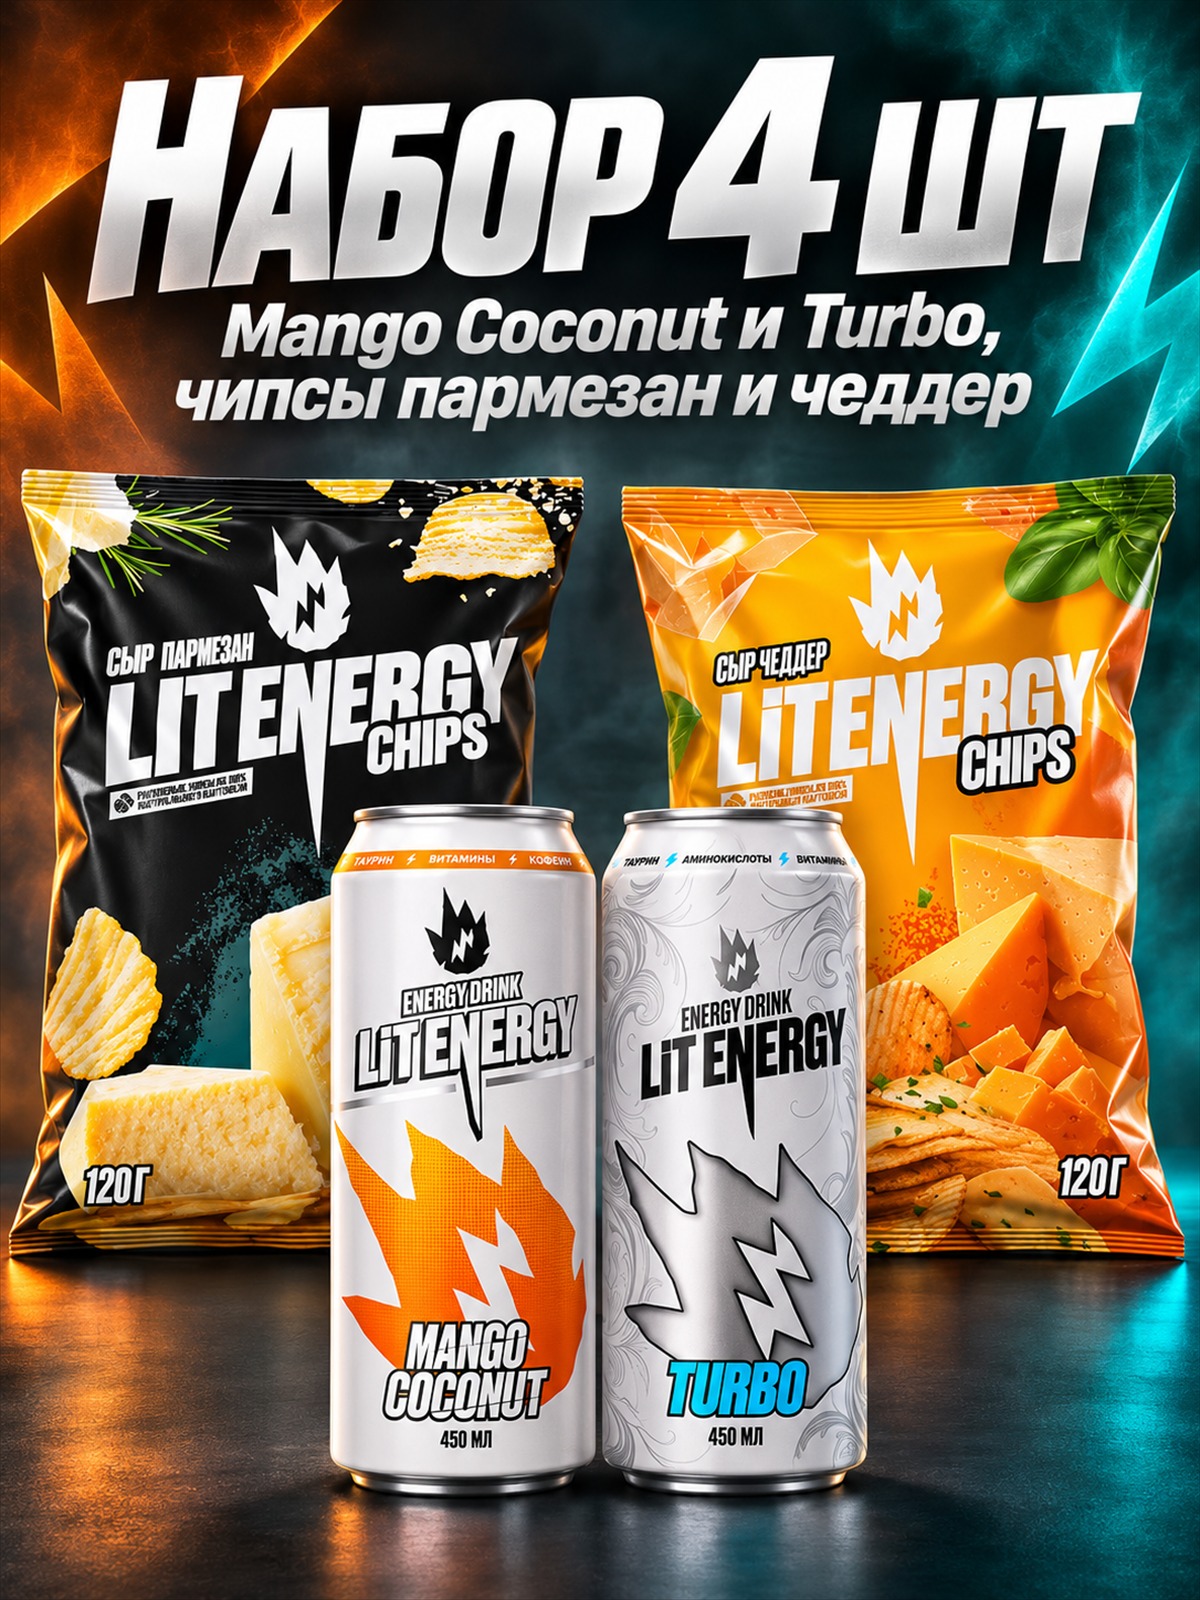 НАБОР 4 ШТ
Mango Coconut и Turbo,
чипсы пармезан и чеддер
СЫР ПАРМЕЗАН
LIT ENERGY
CHIPS
120Г
СЫР ЧЕДДЕР
LIT ENERGY
CHIPS
120Г
ТАУРИН ВИТАМИНЫ КОФЕИН
ENERGY DRINK
LIT ENERGY
MANGO
COCONUT
450 МЛ
ТАУРИН АМИНОКИСЛОТЫ ВИТАМИНЫ
ENERGY DRINK
LIT ENERGY
TURBO
450 МЛ